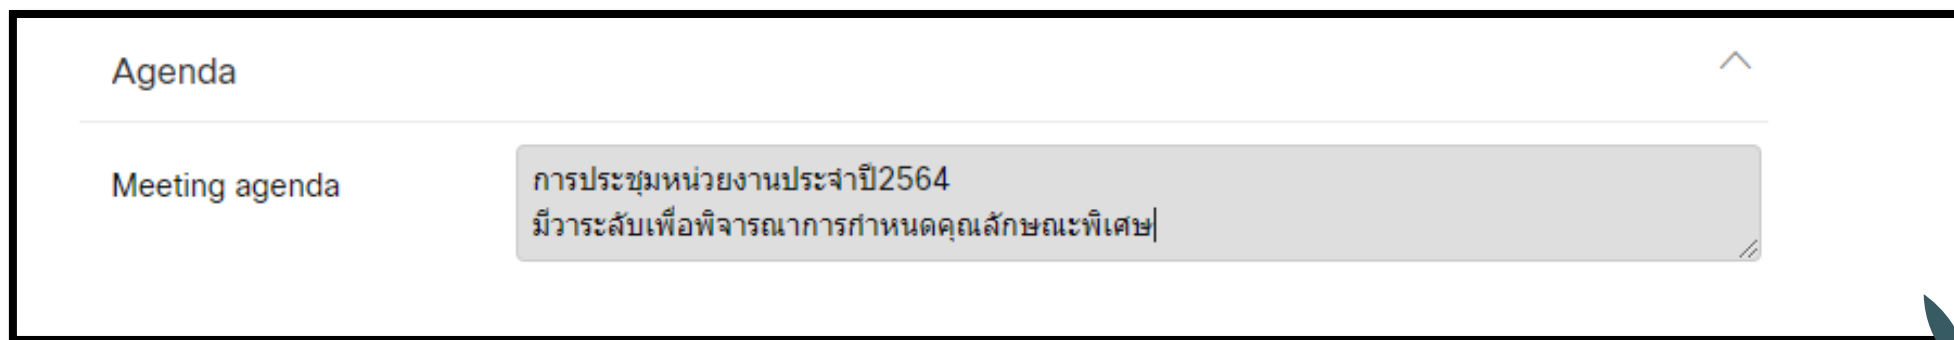 Agenda
Meeting agenda
การประชุมหน่วยงานประจำปี2564
มีวาระลับเพื่อพิจารณาการกำหนดคุณลักษณะพิเศษ